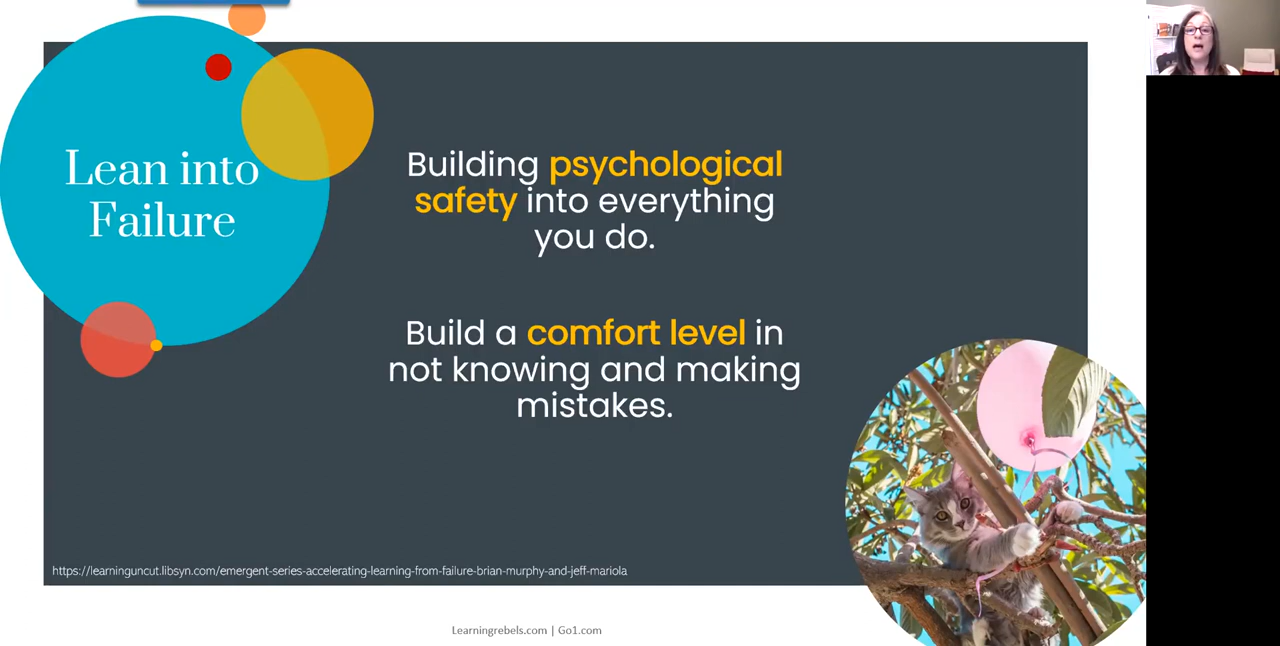 Lean into
Failure
Building psychological
safety into everything
you do.
Build a comfort level in
not knowing and making
mistakes.
https://learninguncut.libsyn.com/emergent-series-accelerating-learning-from-failure-brian-murphy-and-jeff-mariola
Learningrebels.com | Go1.com